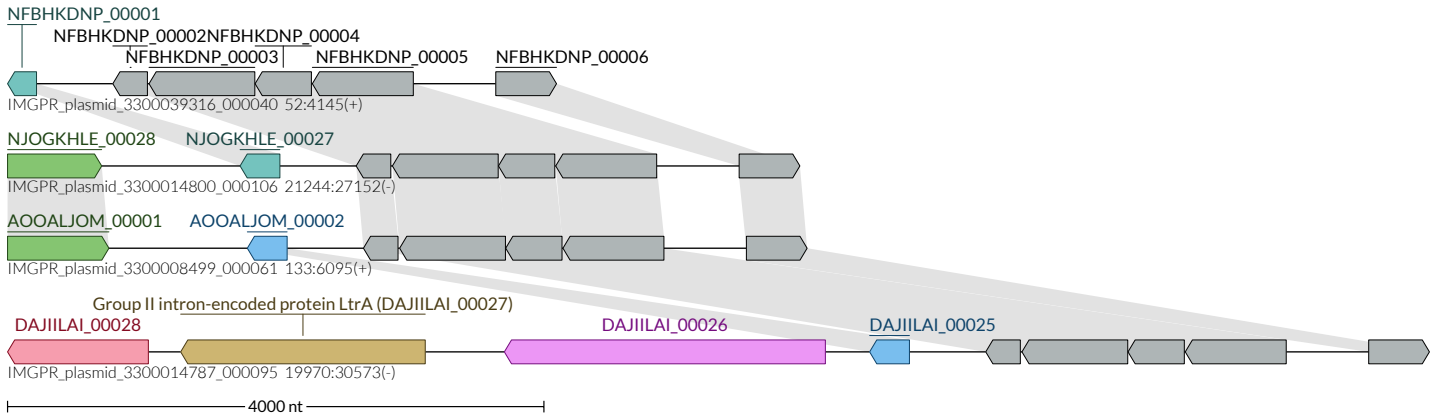 NFBHKDNP_00001
NFBHKDNP_00002NFBHKDNP_00004
NFBHKDNP_00003 NFBHKDNP_00005 NFBHKDNP_00006
IMGPR_plasmid_3300039316_000040 52:4145(+)
NJOGKHLE_00028 NJOGKHLE_00027
IMGPR_plasmid_3300014800_000106 21244:27152(-)
AOOALJOM_00001 AOOALJOM_00002
IMGPR_plasmid_3300008499_000061 133:6095(+)
Group II intron-encoded protein LtrA (DAJIILAI_00027)
DAJIILAI_00028 DAJIILAI_00026 DAJIILAI_00025
IMGPR_plasmid_3300014787_000095 19970:30573(-)
4000 nt